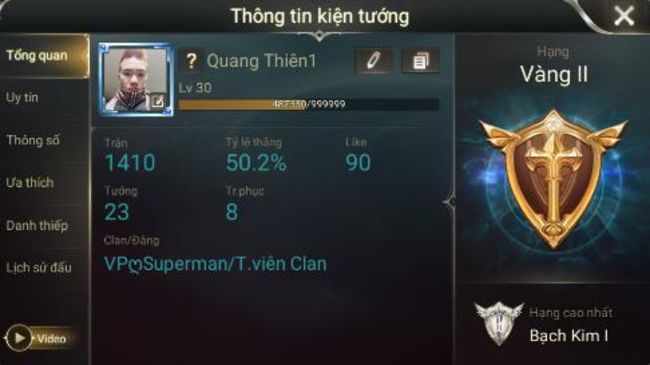 Thông tin kiện tướng
Tổng quan
Uy tín
Thông số
Ưa thích
Danh thiếp
Lịch sử đấu
Video
? Quang Thiên1
Lv 30
487330/999999
Trận
1410
Tỷ lệ thắng
50.2%
Like
90
Tướng
23
Tr.phục
8
Clan/Đảng
VPღSuperman/T.viên Clan
Hạng
Vàng II
Hạng cao nhất
Bạch Kim I